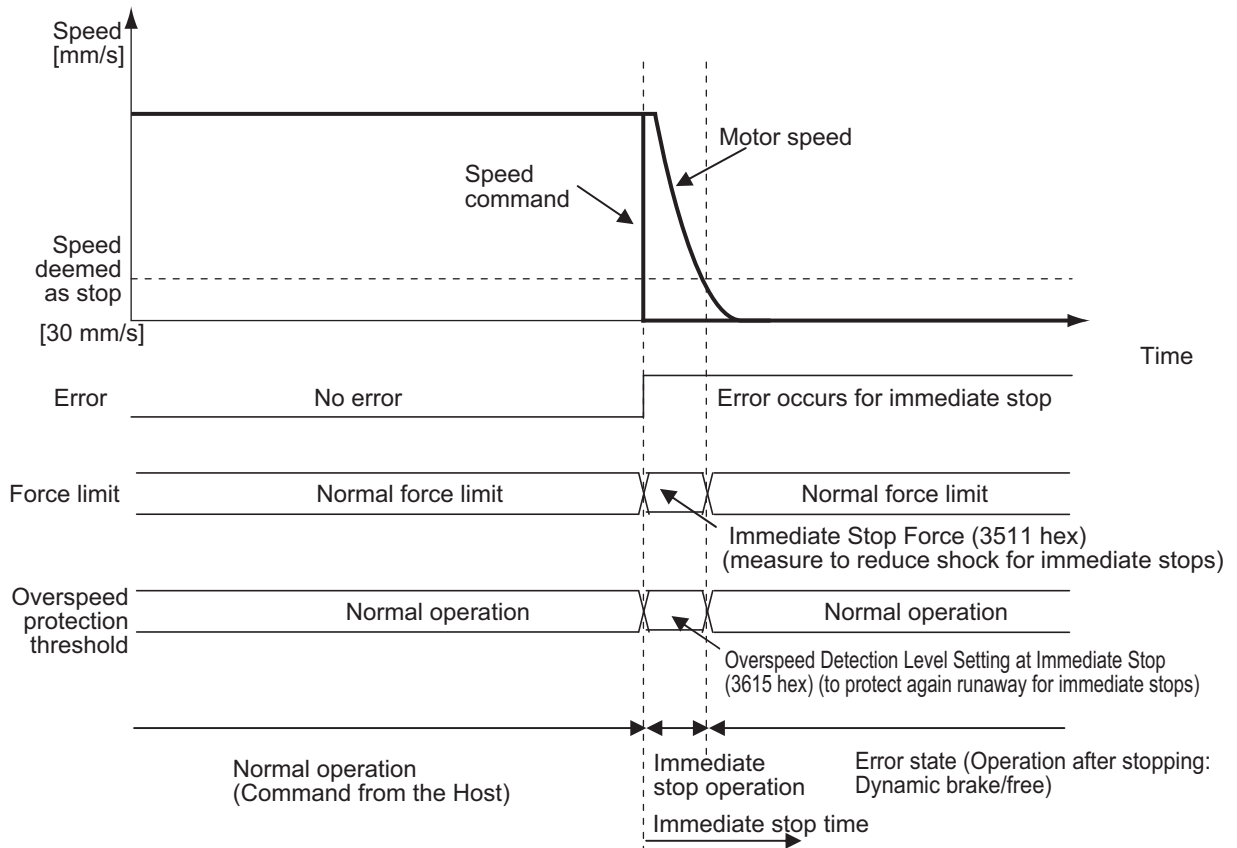 Speed
[mm/s]
Motor speed
Speed
command
Speed
deemed
as stop
[30 mm/s]
Time
Error
No error
Error occurs for immediate stop
Force limit
Normal force limit
Normal force limit
Immediate Stop Force (3511 hex)
(measure to reduce shock for immediate stops)
Overspeed
protection
threshold
Normal operation
Normal operation
Overspeed Detection Level Setting at Immediate Stop
(3615 hex) (to protect again runaway for immediate stops)
Normal operation
(Command from the Host)
Immediate
stop operation
Error state (Operation after stopping:
Dynamic brake/free)
Immediate stop time